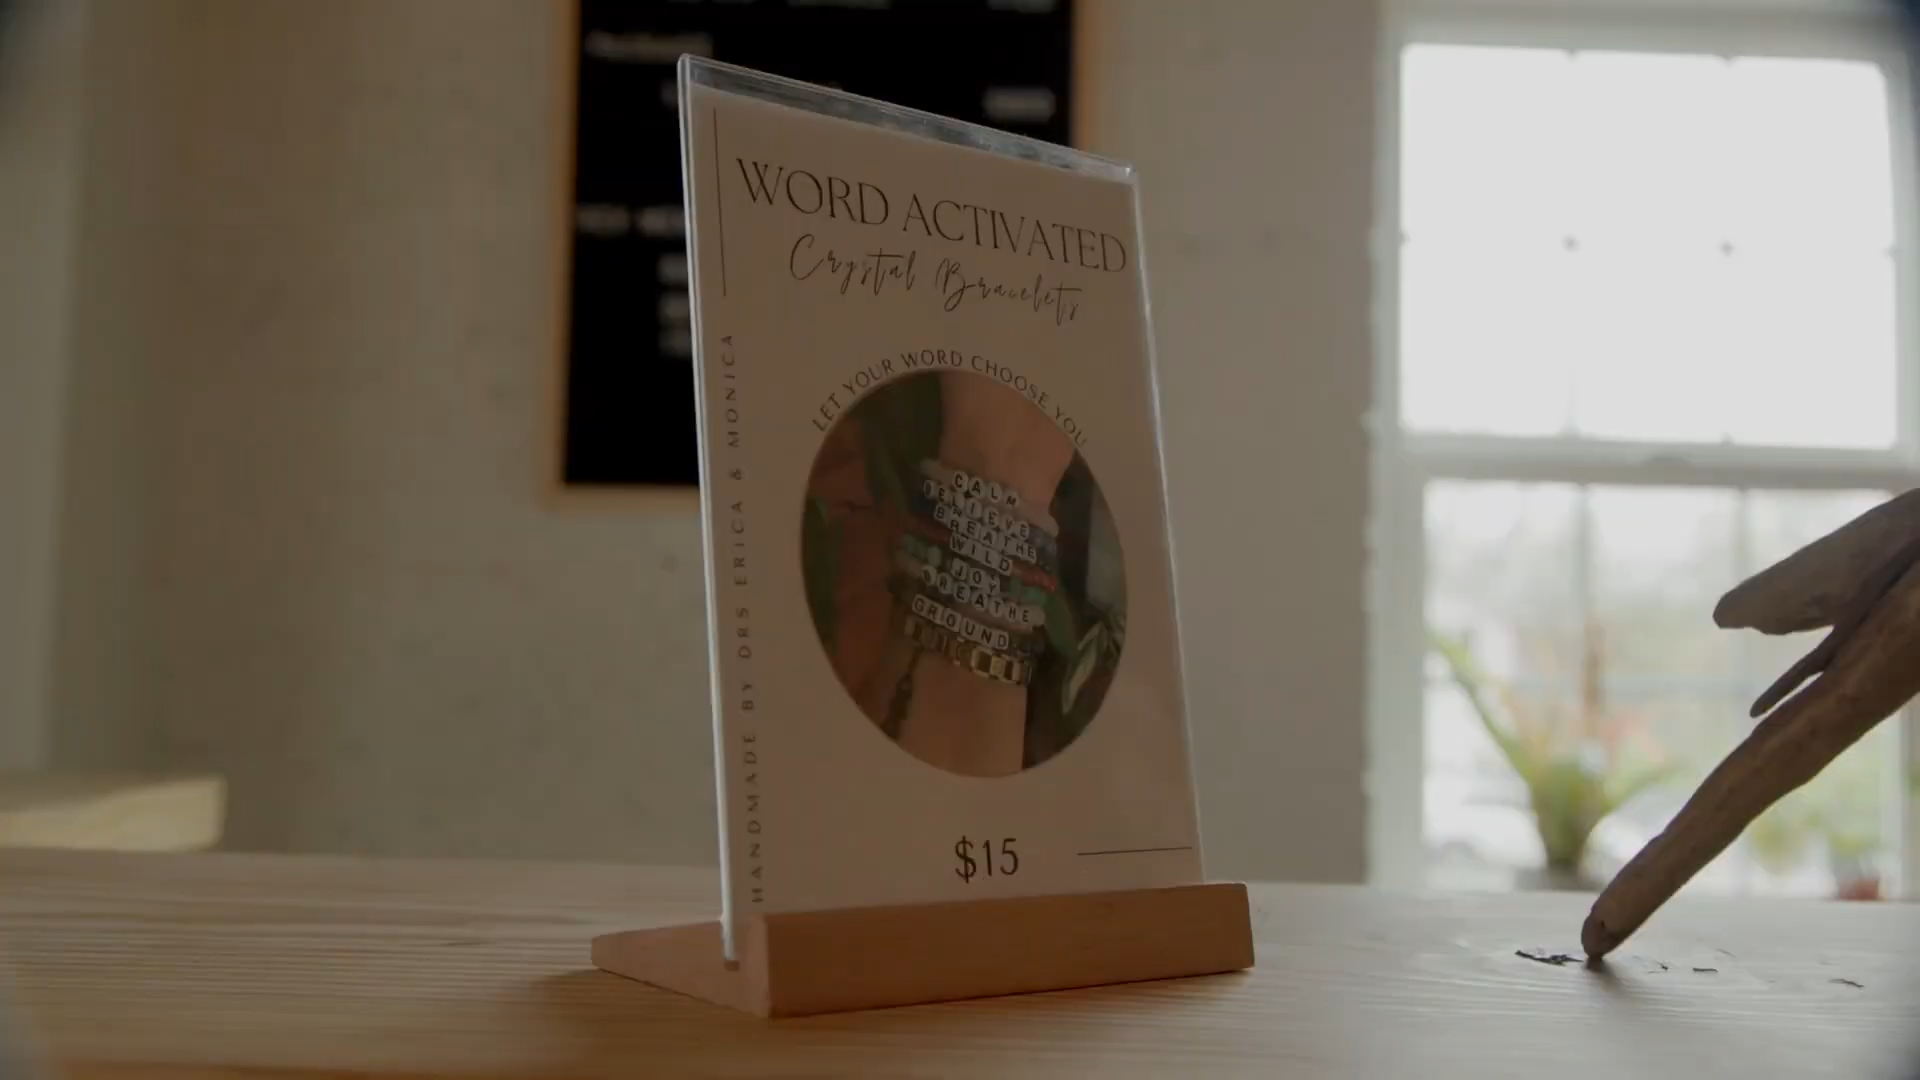 WORD ACTIVATED
Crystal Bracelets
LET YOUR WORD CHOOSE YOU
CALM
BELIEVE
BREATHE
WILD
JOY
BREATHE
GROUND
$15
HANDMADE BY DRS ERICA & MONICA